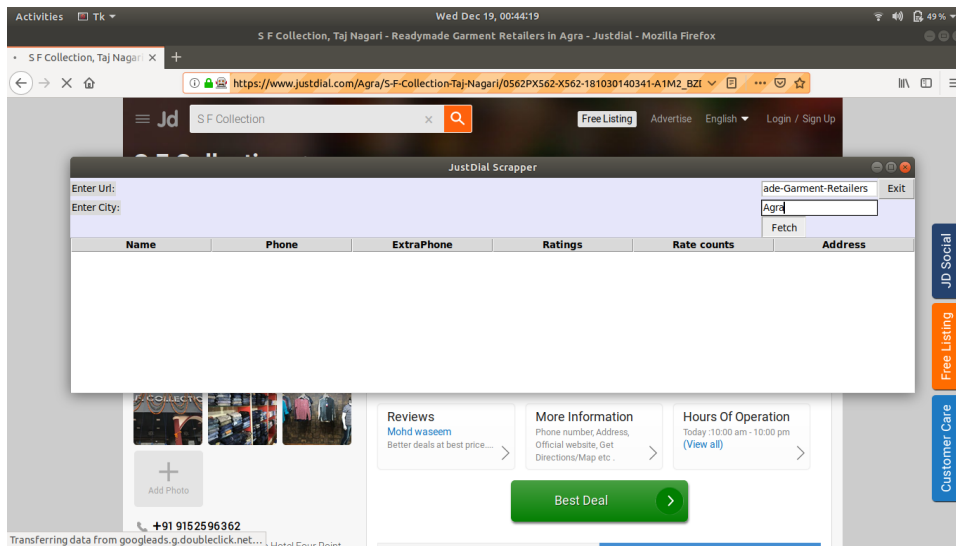 Activities Tk Wed Dec 19, 00:44:19 49 %
S F Collection, Taj Nagari - Readymade Garment Retailers in Agra - Justdial - Mozilla Firefox
S F Collection, Taj Nagari
https://www.justdial.com/Agra/S-F-Collection-Taj-Nagari/0562PX562-X562-181030140341-A1M2_BZI
Jd S F Collection Free Listing Advertise English Login / Sign Up
JustDial Scrapper
Enter Url: ade-Garment-Retailers Exit
Enter City: Agra
Fetch
Name Phone ExtraPhone Ratings Rate counts Address
JD Social
Free Listing
Customer Care
Reviews More Information Hours Of Operation
Mohd waseem Phone number, Address, Today :10:00 am - 10:00 pm
Better deals at best price.... Official website, Get (View all)
Directions/Map etc .
Add Photo
Best Deal
+91 9152596362
Transferring data from googleads.g.doubleclick.net...